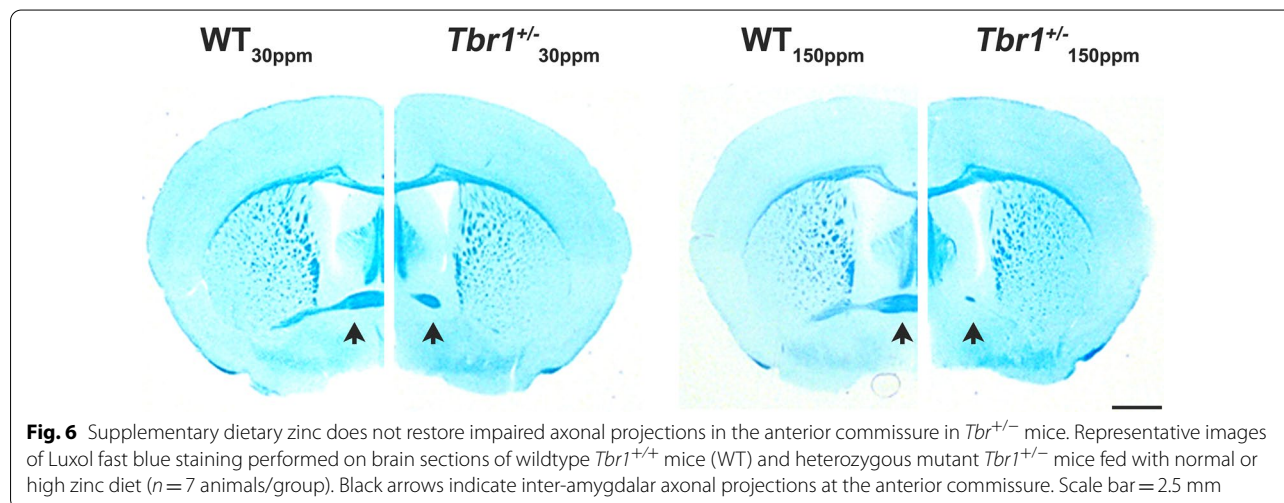 WT30ppm Tbr1+/-30ppm WT150ppm Tbr1+/-150ppm
Fig. 6 Supplementary dietary zinc does not restore impaired axonal projections in the anterior commissure in Tbr+/− mice. Representative images
of Luxol fast blue staining performed on brain sections of wildtype Tbr1+/+ mice (WT) and heterozygous mutant Tbr1+/− mice fed with normal or
high zinc diet (n = 7 animals/group). Black arrows indicate inter-amygdalar axonal projections at the anterior commissure. Scale bar = 2.5 mm